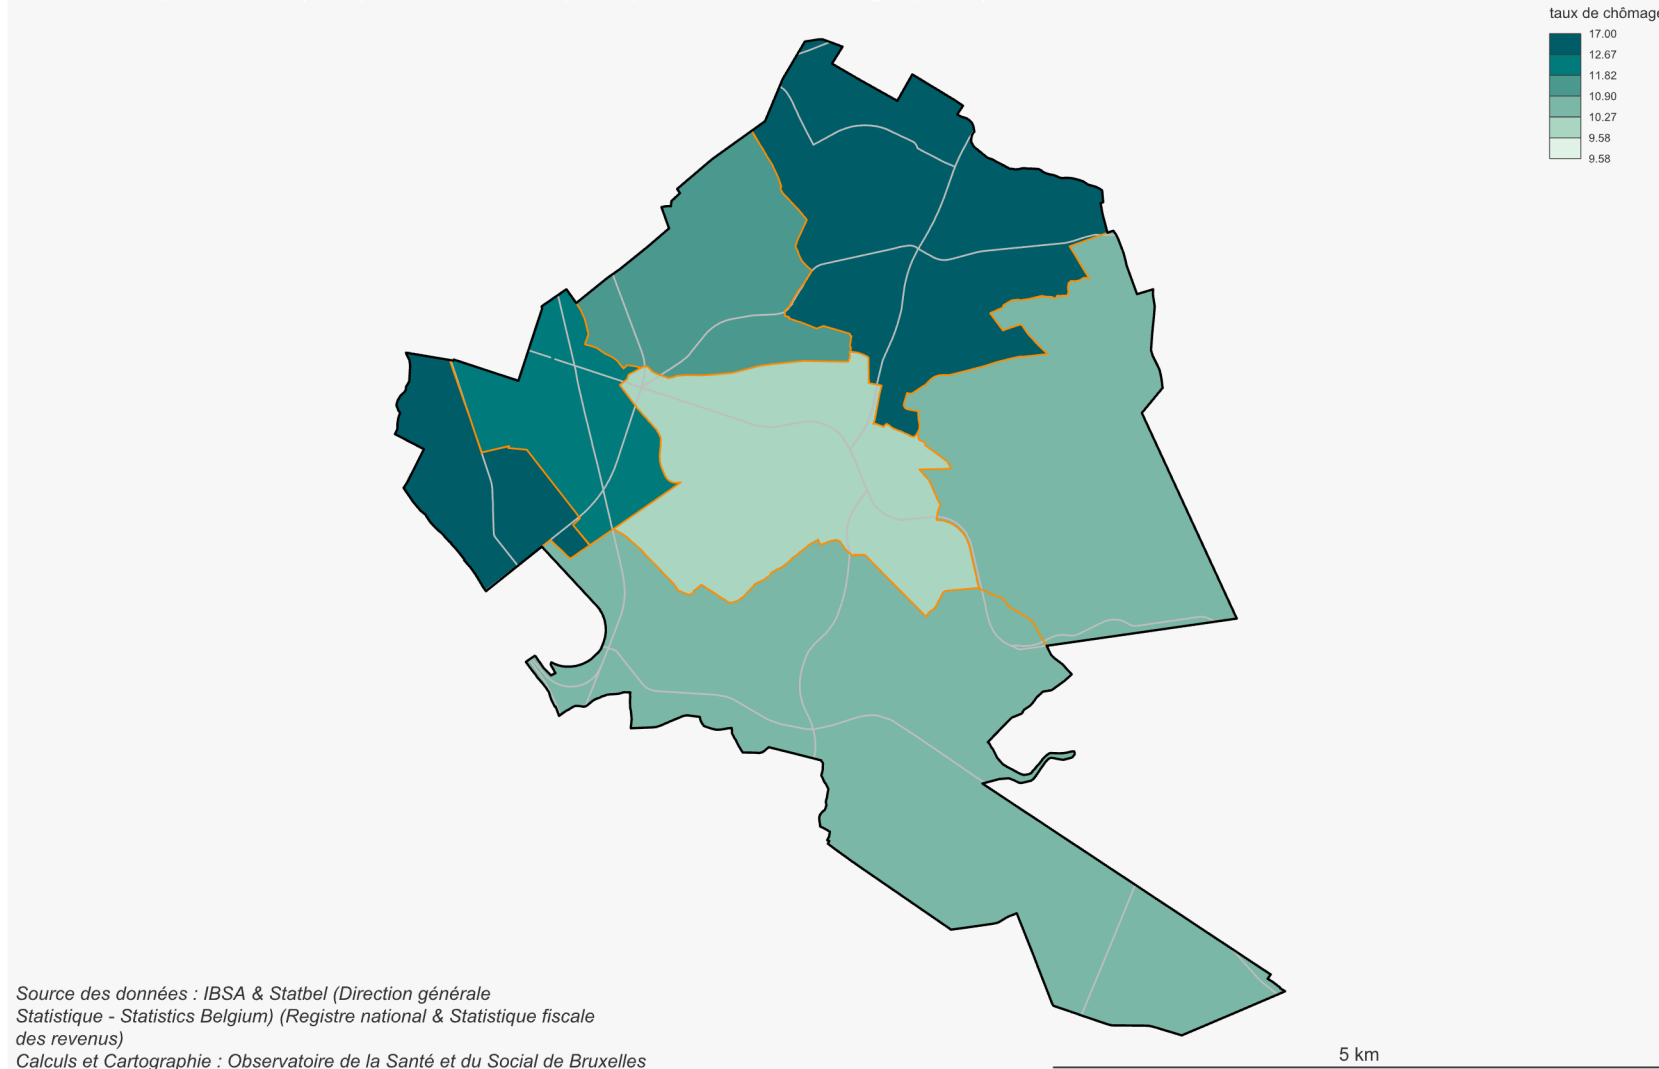 taux de chômage
17.00
12.67
11.82
10.90
10.27
9.58
9.58
Source des données : IBSA & Statbel (Direction générale
Statistique - Statistics Belgium) (Registre national & Statistique fiscale
des revenus)
Calculs et Cartographie : Observatoire de la Santé et du Social de Bruxelles
5 km